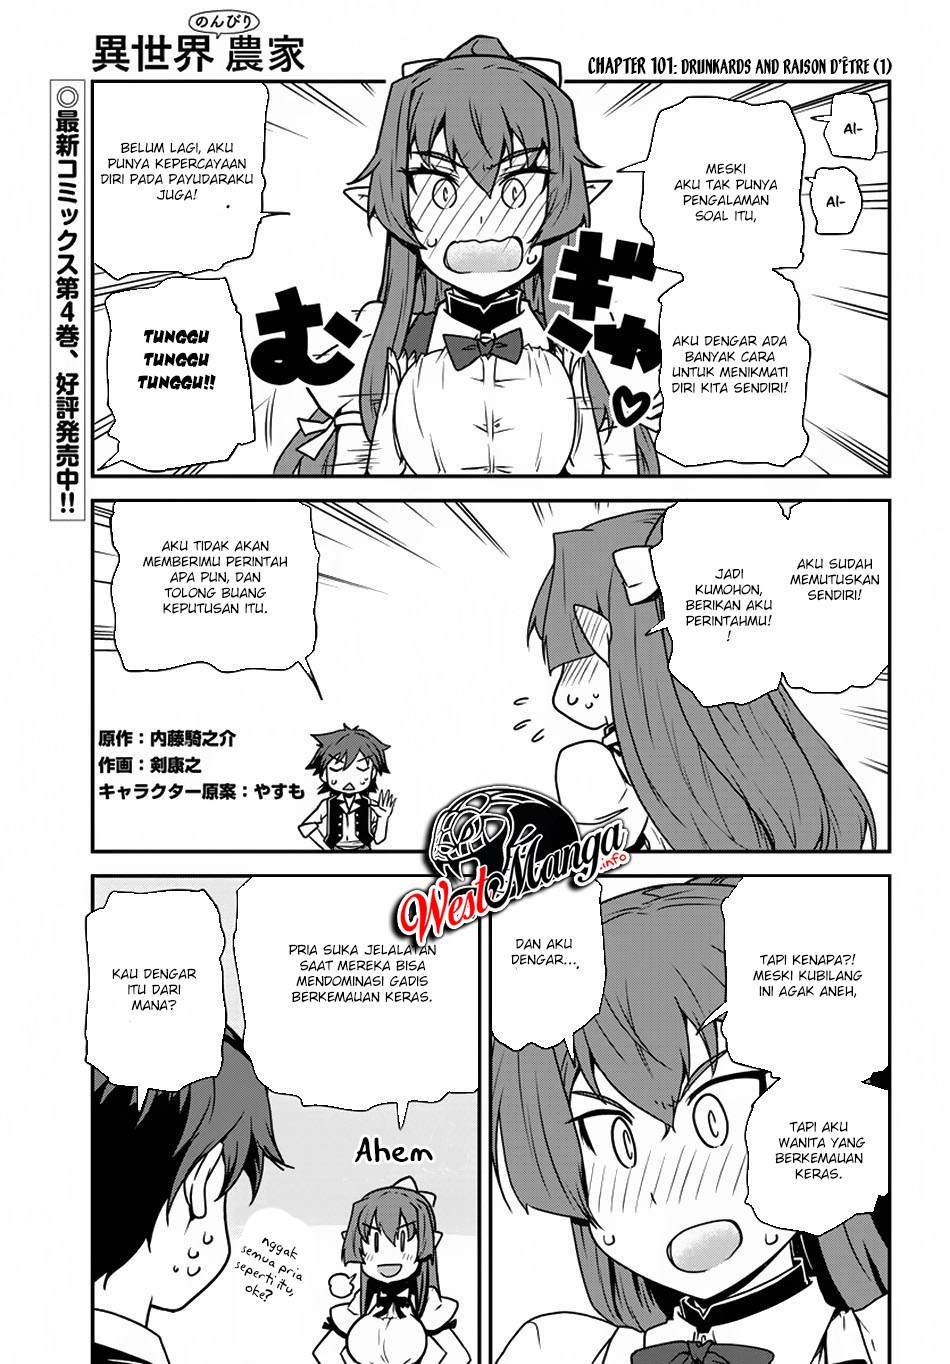 異世界のんびり農家
CHAPTER 101: DRUNKARDS AND RAISON D'ÊTRE (1)
◎最新コミックス第4巻、好評発売中!!
AI-
AI-
MESKI
AKU TAK PUNYA
PENGALAMAN
SOAL ITU,
AKU DENGAR ADA
BANYAK CARA
UNTUK MENIKMATI
DIRI KITA SENDIRI!
ぎゃ♡
む
BELUM LAGI, AKU
PUNYA KEPERCAYAAN
DIRI PADA PAYUDARAKU
JUGA!
TUNGGU
TUNGGU
TUNGGU!!
AKU SUDAH
MEMUTUSKAN
SENDIRI!
JADI
KUMOHON,
BERIKAN AKU
PERINTAHMU!
!
AKU TIDAK AKAN
MEMBERIMU PERINTAH
APA PUN, DAN
TOLONG BUANG
KEPUTUSAN ITU.
原作：内藤騎之介
作画：剣康之
キャラクター原案：やすも
WestManga
.info
TAPI KENAPA?!
MESKI KUBILANG
INI AGAK ANEH,
TAPI AKU
WANITA YANG
BERKEMAUAN
KERAS.
DAN AKU
DENGAR...
PRIA SUKA JELALATAN
SAAT MEREKA BISA
MENDOMINASI GADIS
BERKEMAUAN KERAS.
Ahem
KAU DENGAR
ITU DARI
MANA?
nggak
semua pria
seperti itu,
oke?